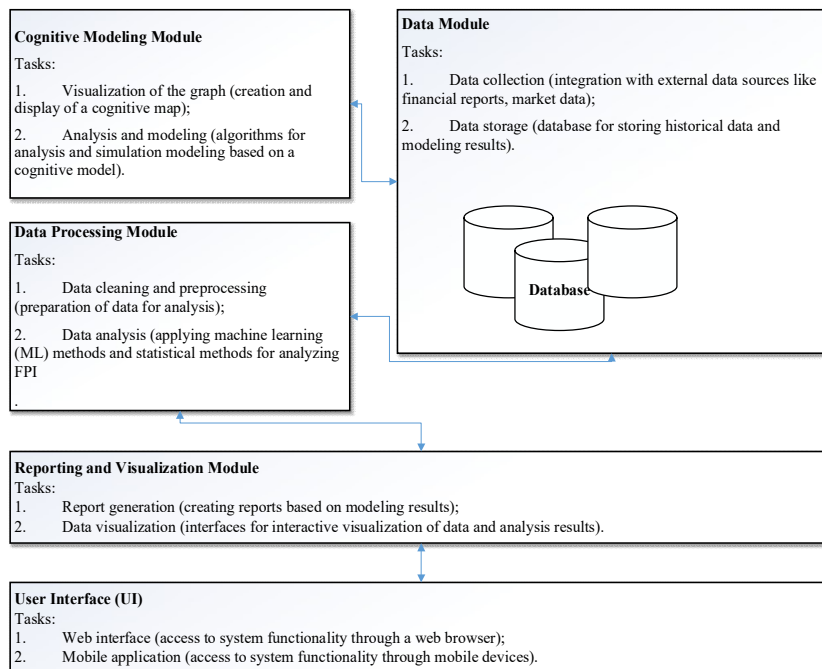 Cognitive Modeling Module
Tasks:
1. Visualization of the graph (creation and
display of a cognitive map);
2. Analysis and modeling (algorithms for
analysis and simulation modeling based on a
cognitive model).
Data Module
Tasks:
1. Data collection (integration with external data sources like
financial reports, market data);
2. Data storage (database for storing historical data and
modeling results).
Database
Data Processing Module
Tasks:
1. Data cleaning and preprocessing
(preparation of data for analysis);
2. Data analysis (applying machine learning
(ML) methods and statistical methods for analyzing
FPI
.
Reporting and Visualization Module
Tasks:
1. Report generation (creating reports based on modeling results);
2. Data visualization (interfaces for interactive visualization of data and analysis results).
User Interface (UI)
Tasks:
1. Web interface (access to system functionality through a web browser);
2. Mobile application (access to system functionality through mobile devices).